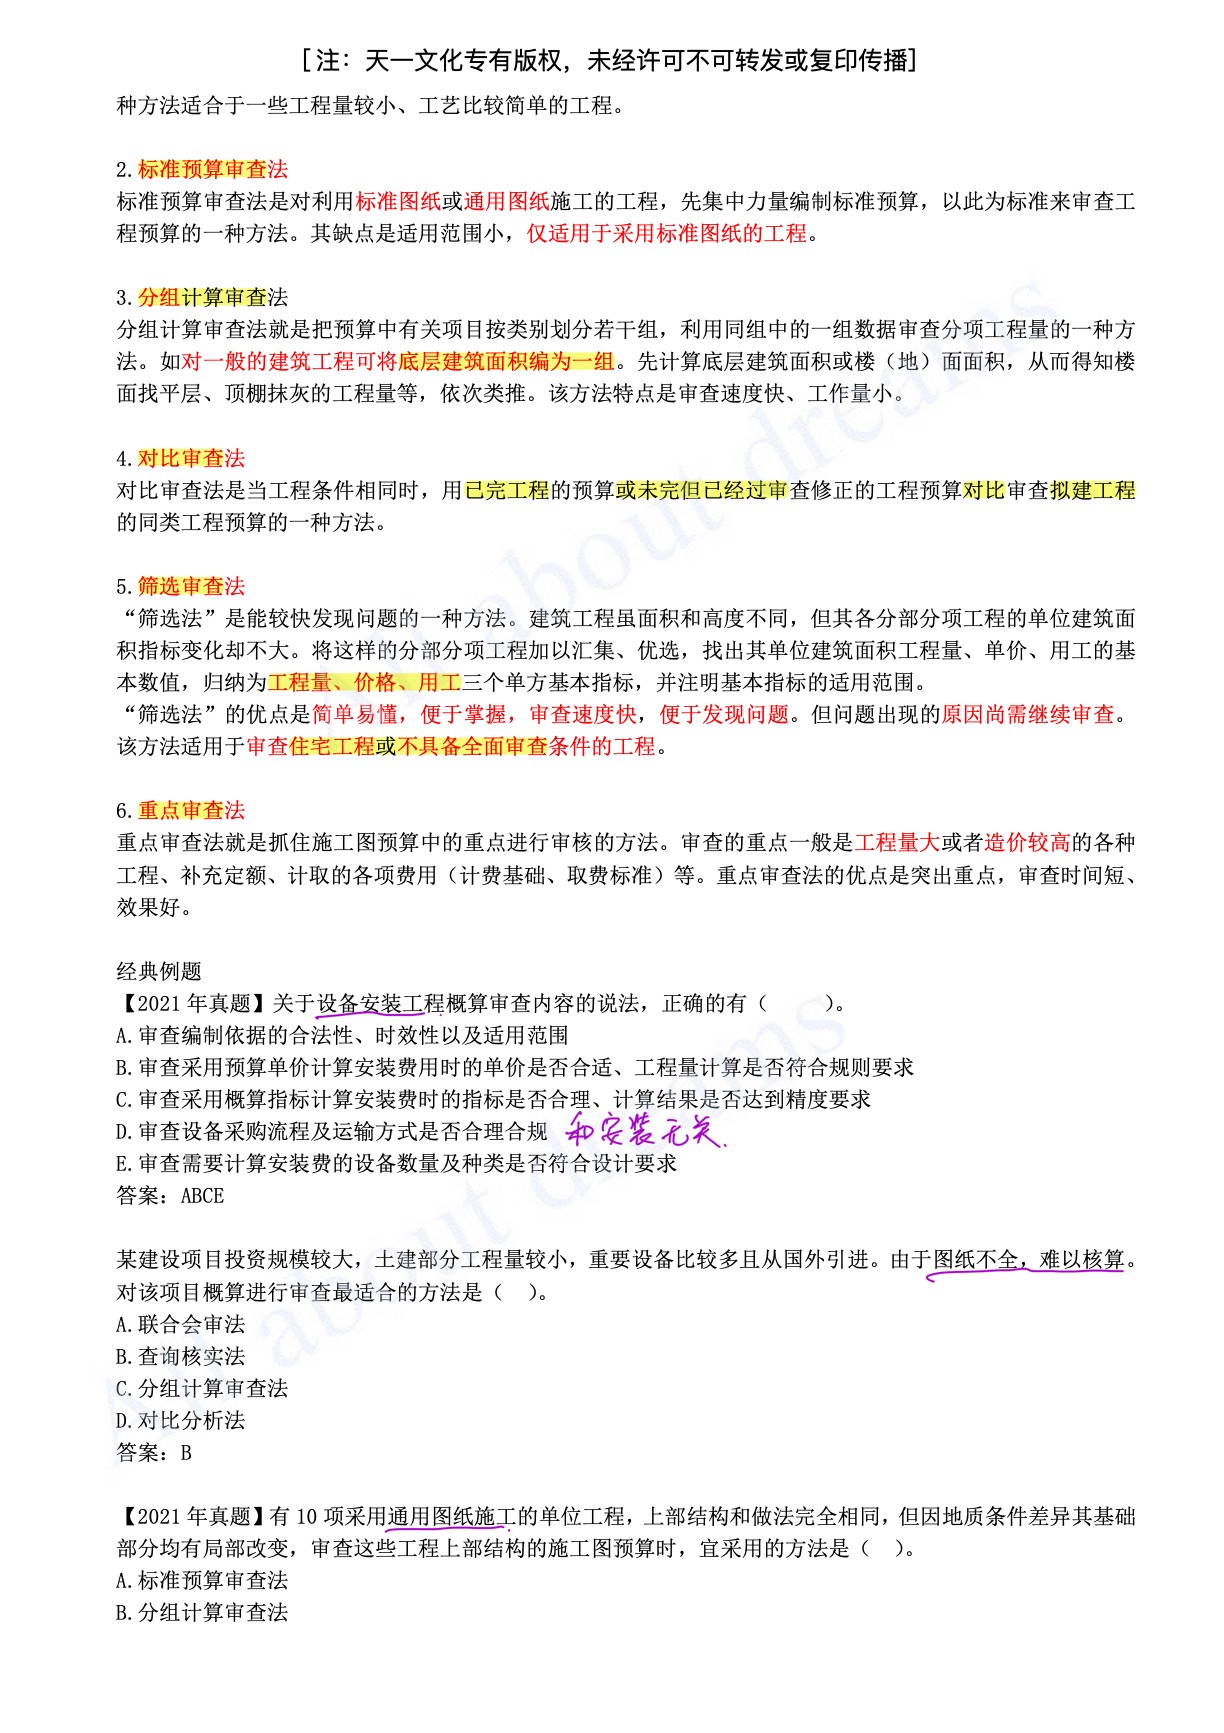 [注：天一文化专有版权，未经许可不可转发或复印传播]
种方法适合于一些工程量较小、工艺比较简单的工程。
2.标准预算审查法
标准预算审查法是对利用标准图纸或通用图纸施工的工程，先集中力量编制标准预算，以此为标准来审查工
程预算的一种方法。其缺点是适用范围小，仅适用于采用标准图纸的工程。
3.分组计算审查法
分组计算审查法就是把预算中有关项目按类别划分若干组，利用同组中的一组数据审查分项工程量的一种方
法。如对一般的建筑工程可将底层建筑面积编为一组。先计算底层建筑面积或楼（地）面面积，从而得知楼
面找平层、顶棚抹灰的工程量等，依次类推。该方法特点是审查速度快、工作量小。
4.对比审查法
对比审查法是当工程条件相同时，用已完工程的预算或未完但已经过审查修正的工程预算对比审查拟建工程
的同类工程预算的一种方法。
5.筛选审查法
“筛选法”是能较快发现问题的一种方法。建筑工程虽面积和高度不同，但其各分部分项工程的单位建筑面
积指标变化却不大。将这样的分部分项工程加以汇集、优选，找出其单位建筑面积工程量、单价、用工的基
本数值，归纳为工程量、价格、用工三个单方基本指标，并注明基本指标的适用范围。
“筛选法”的优点是简单易懂，便于掌握，审查速度快，便于发现问题。但问题出现的原因尚需继续审查。
该方法适用于审查住宅工程或不具备全面审查条件的工程。
6.重点审查法
重点审查法就是抓住施工图预算中的重点进行审核的方法。审查的重点一般是工程量大或者造价较高的各种
工程、补充定额、计取的各项费用（计费基础、取费标准）等。重点审查法的优点是突出重点，审查时间短、
效果好。
经典例题
【2021年真题】关于设备安装工程概算审查内容的说法，正确的有（　　）。
A.审查编制依据的合法性、时效性以及适用范围
B.审查采用预算单价计算安装费用时的单价是否合适、工程量计算是否符合规则要求
C.审查采用概算指标计算安装费时的指标是否合理、计算结果是否达到精度要求
D.审查设备采购流程及运输方式是否合理合规 和安装无关.
E.审查需要计算安装费的设备数量及种类是否符合设计要求
答案：ABCE
某建设项目投资规模较大，土建部分工程量较小，重要设备比较多且从国外引进。由于图纸不全，难以核算。
对该项目概算进行审查最适合的方法是（　）。
A.联合会审法
B.查询核实法
C.分组计算审查法
D.对比分析法
答案：B
【2021年真题】有10项采用通用图纸施工的单位工程，上部结构和做法完全相同，但因地质条件差异其基础
部分均有局部改变，审查这些工程上部结构的施工图预算时，宜采用的方法是（　）。
A.标准预算审查法
B.分组计算审查法
All about dreams
All about dreams